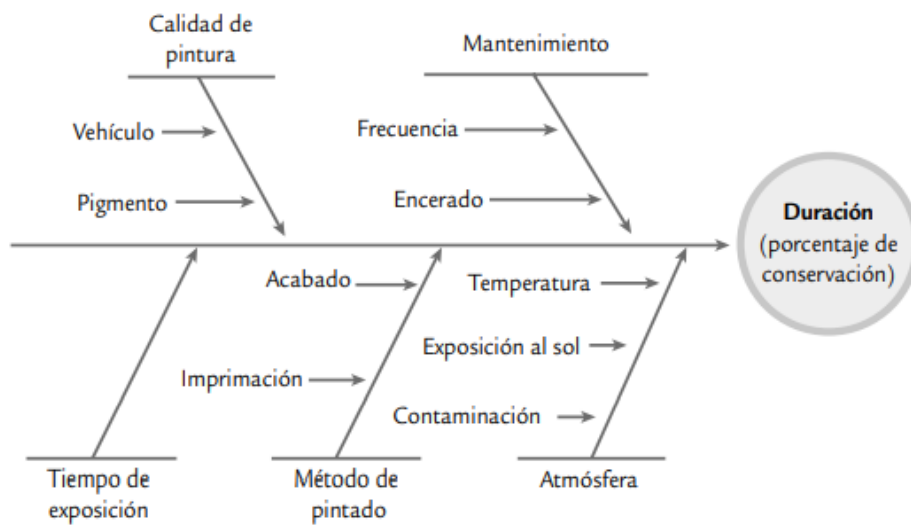 Calidad de
pintura
Mantenimiento
Vehículo
Frecuencia
Pigmento
Encerado
Duración
(porcentaje de
conservación)
Acabado
Temperatura
Exposición al sol
Imprimación
Contaminación
Tiempo de
exposición
Método de
pintado
Atmósfera